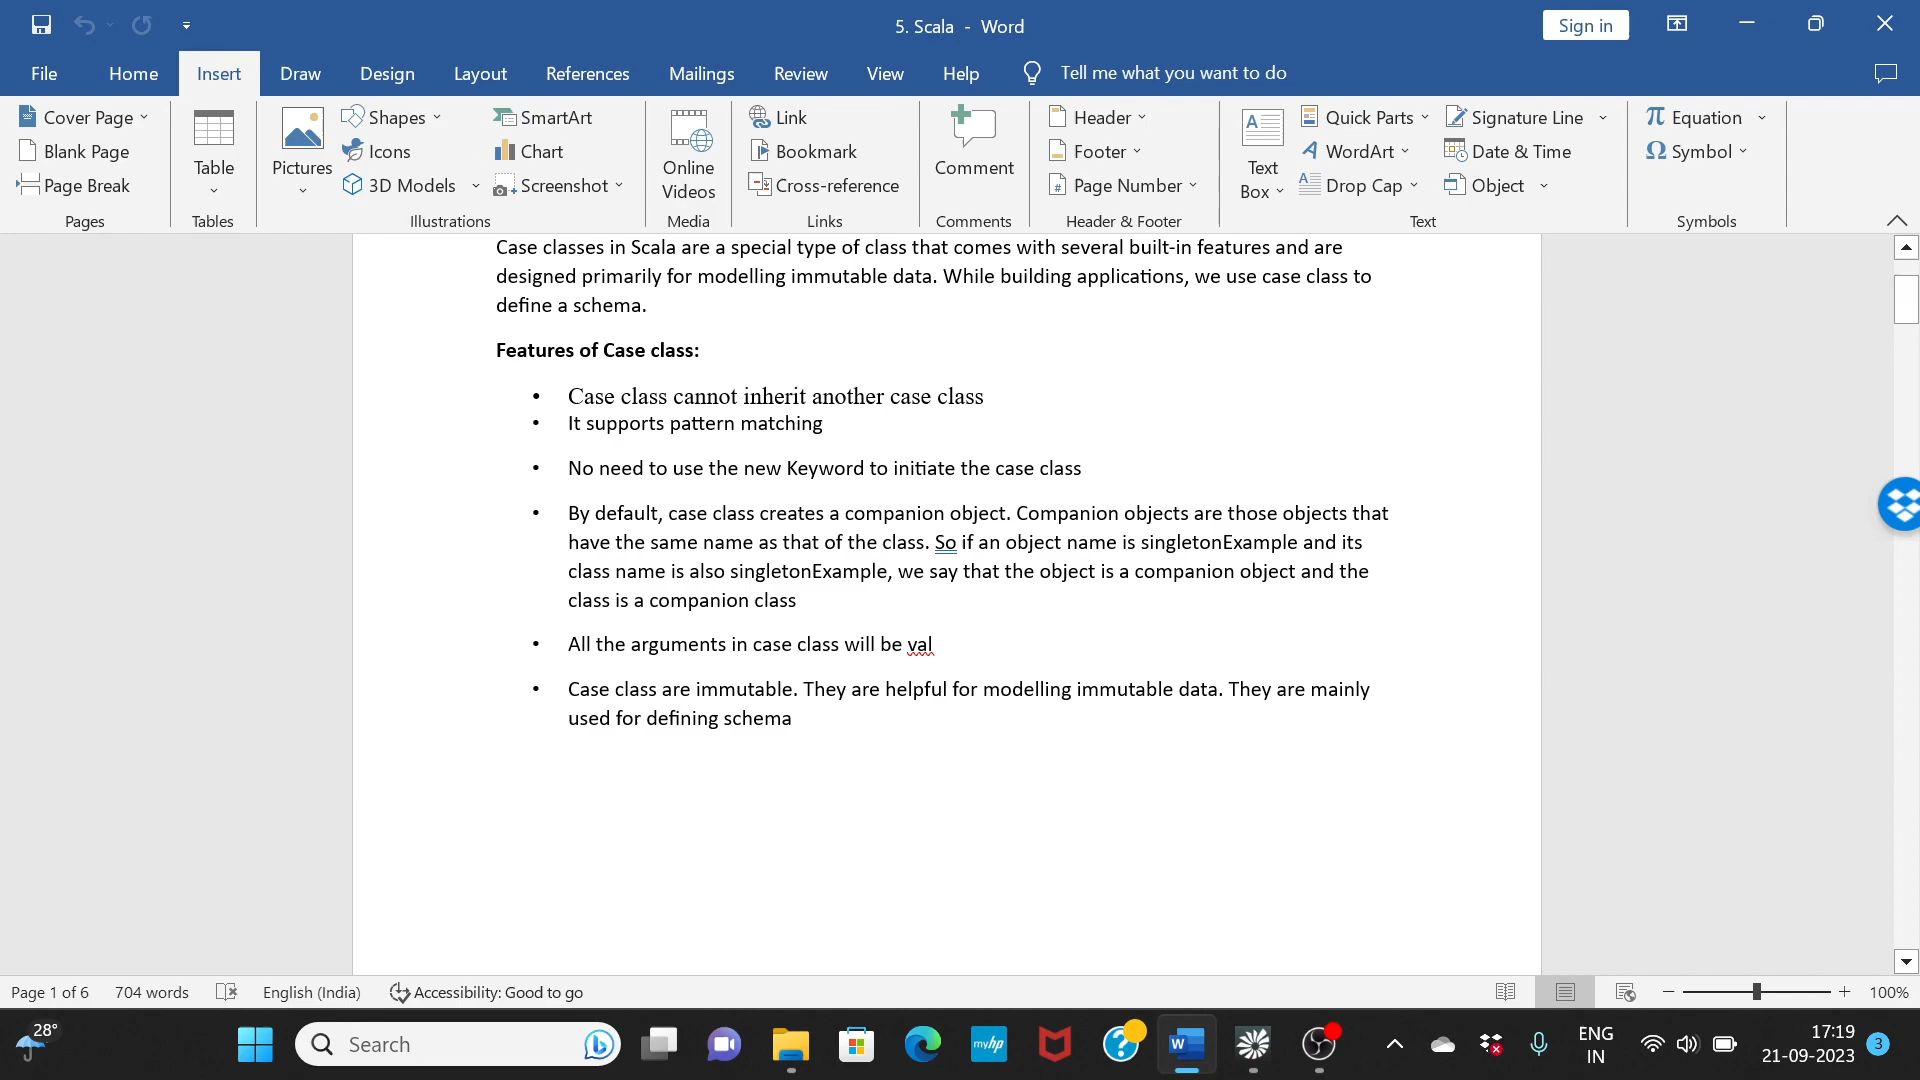 5. Scala - Word
Sign in
File Home Insert Draw Design Layout References Mailings Review View Help Tell me what you want to do
Cover Page
Blank Page
Page Break
Pages
Table
Tables
Pictures
Shapes
Icons
3D Models
SmartArt
Chart
Screenshot
Illustrations
Online
Videos
Media
Link
Bookmark
Cross-reference
Links
Comment
Comments
Header
Footer
# Page Number
Header & Footer
A
Text
Box
Quick Parts
WordArt
Drop Cap
Signature Line
Date & Time
Object
Text
π Equation
Ω Symbol
Symbols
Case classes in Scala are a special type of class that comes with several built-in features and are
designed primarily for modelling immutable data. While building applications, we use case class to
define a schema.
Features of Case class:
• Case class cannot inherit another case class
• It supports pattern matching
• No need to use the new Keyword to initiate the case class
• By default, case class creates a companion object. Companion objects are those objects that
have the same name as that of the class. So if an object name is singletonExample and its
class name is also singletonExample, we say that the object is a companion object and the
class is a companion class
• All the arguments in case class will be val
• Case class are immutable. They are helpful for modelling immutable data. They are mainly
used for defining schema
Page 1 of 6 704 words English (India) Accessibility: Good to go 100%
28°
Search
myhp
?
W
ENG
IN
17:19
21-09-2023
3